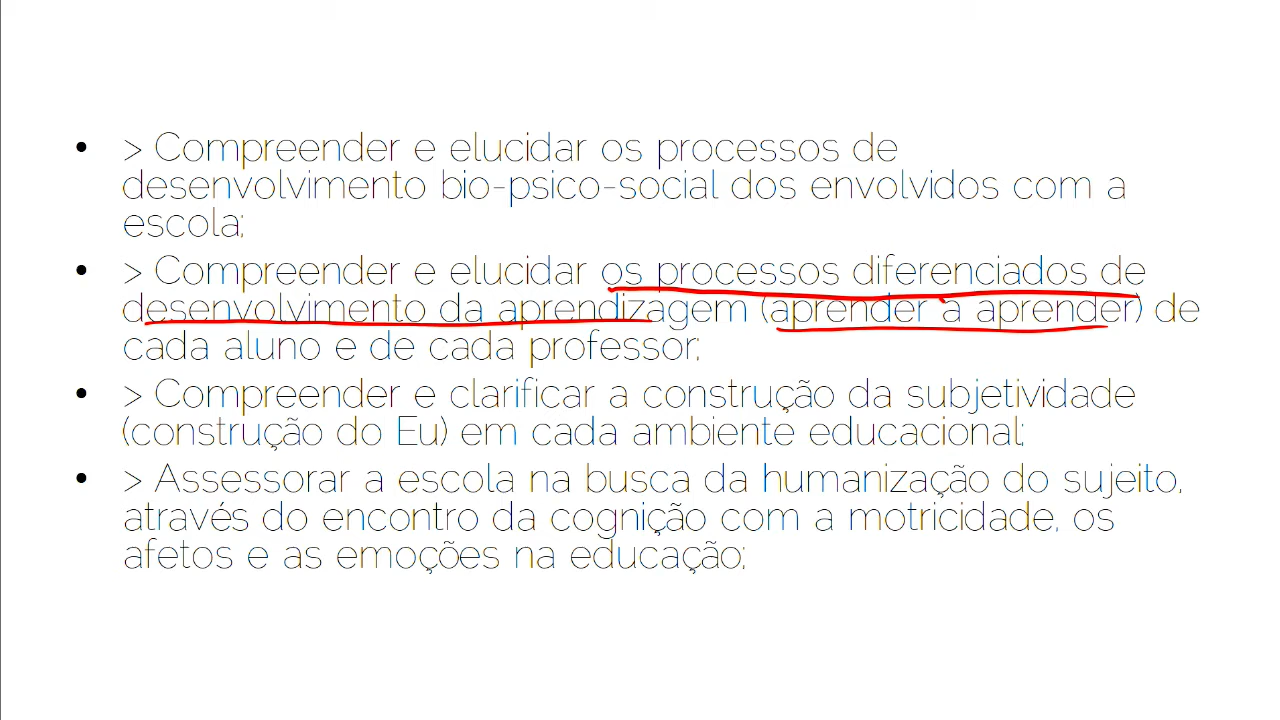 • > Compreender e elucidar os processos de
desenvolvimento bio-psico-social dos envolvidos com a
escola;
• > Compreender e elucidar os processos diferenciados de
desenvolvimento da aprendizagem (aprender a aprender) de
cada aluno e de cada professor;
• > Compreender e clarificar a construção da subjetividade
(construção do Eu) em cada ambiente educacional;
• > Assessorar a escola na busca da humanização do sujeito,
através do encontro da cognição com a motricidade, os
afetos e as emoções na educação;